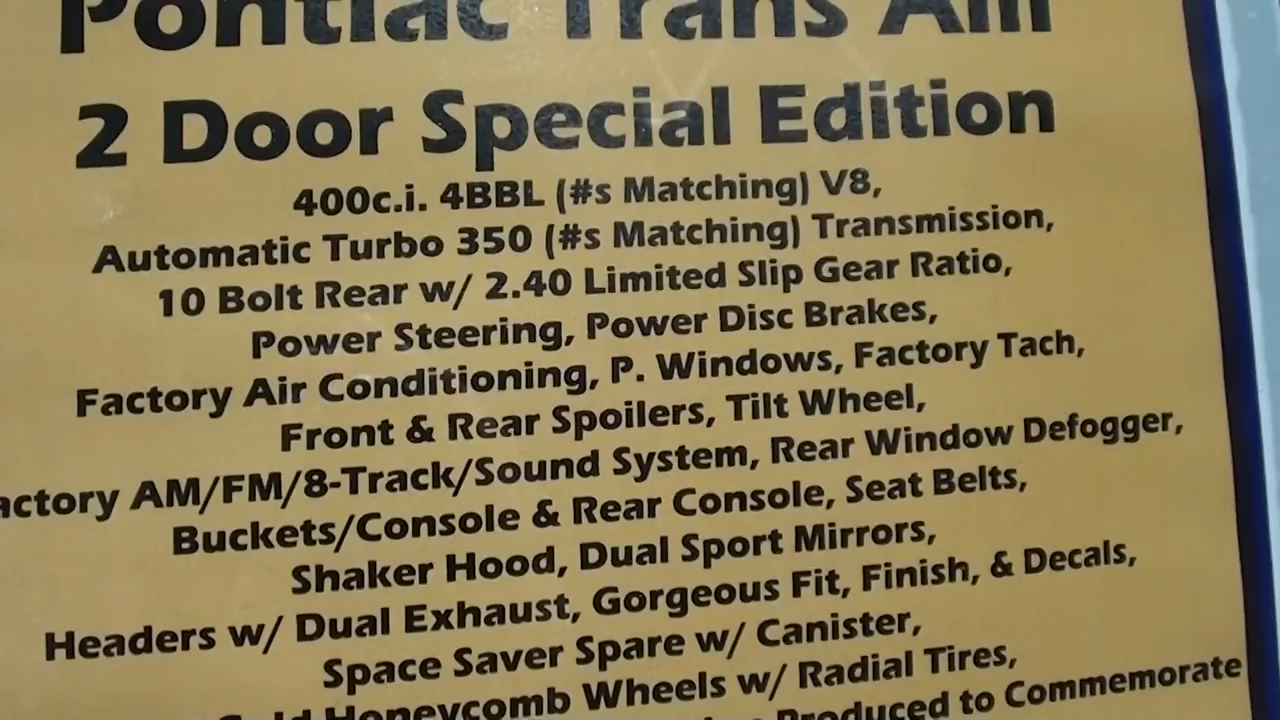 Pontiac Trans Am
2 Door Special Edition
400c.i. 4BBL (#s Matching) V8,
Automatic Turbo 350 (#s Matching) Transmission,
10 Bolt Rear w/ 2.40 Limited Slip Gear Ratio,
Power Steering, Power Disc Brakes,
Factory Air Conditioning, P. Windows, Factory Tach,
Front & Rear Spoilers, Tilt Wheel,
actory AM/FM/8-Track/Sound System, Rear Window Defogger,
Buckets/Console & Rear Console, Seat Belts,
Shaker Hood, Dual Sport Mirrors,
Headers w/ Dual Exhaust, Gorgeous Fit, Finish, & Decals,
Space Saver Spare w/ Canister,
Gold Honeycomb Wheels w/ Radial Tires,
Produced to Commemorate